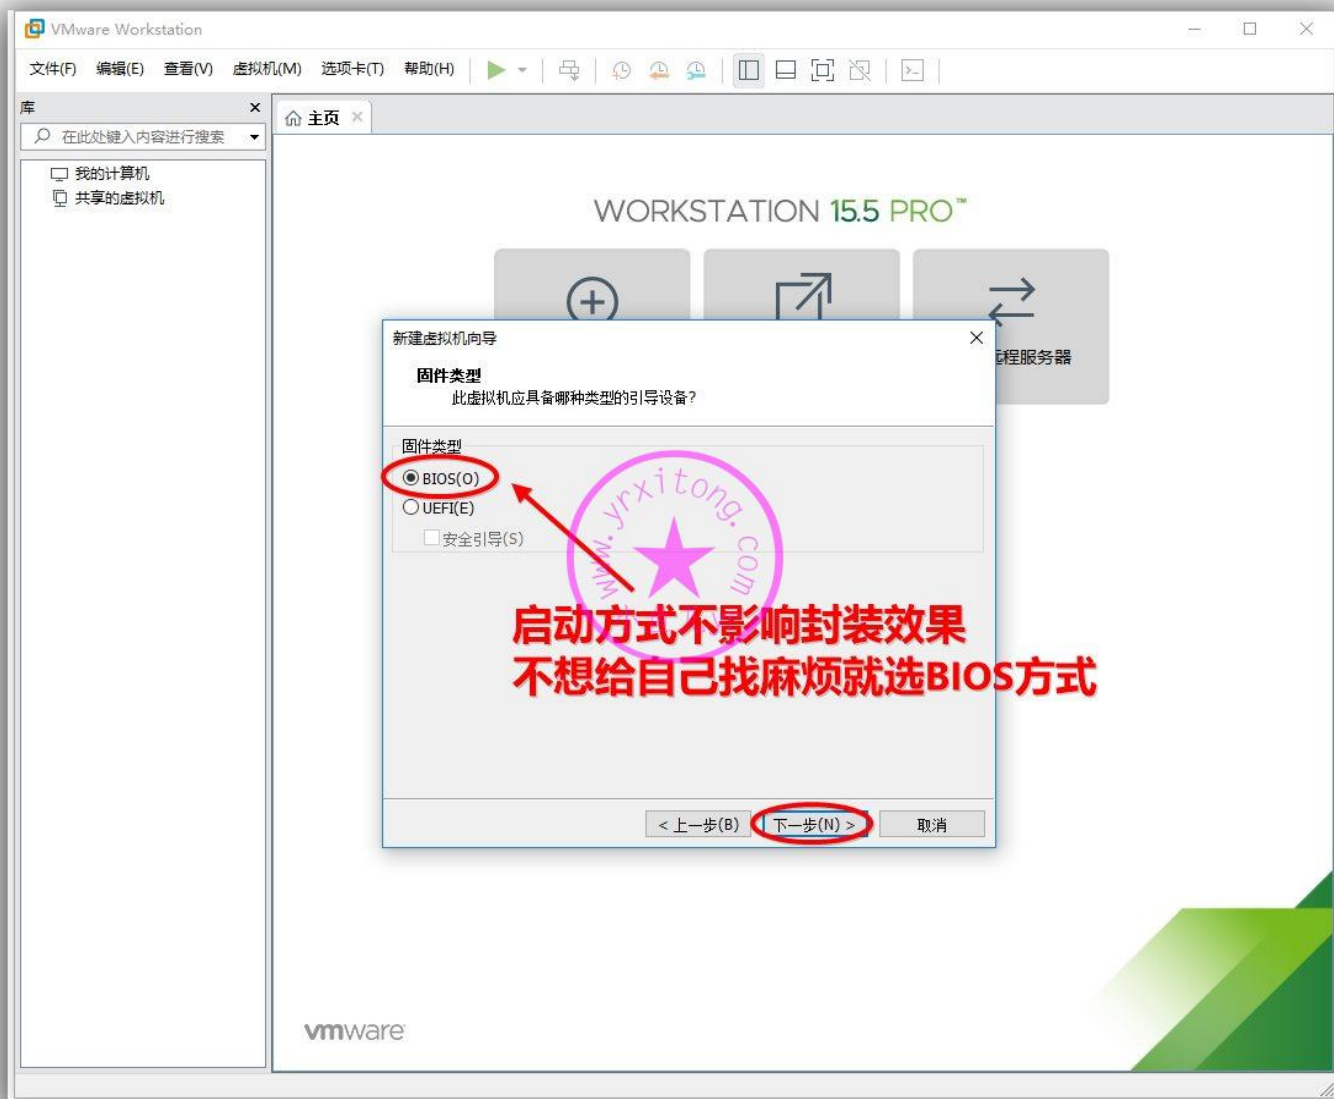 VMware Workstation
文件(F) 编辑(E) 查看(V) 虚拟机(M) 选项卡(T) 帮助(H)
库
在此处键入内容进行搜索
我的计算机
共享的虚拟机
主页
WORKSTATION 15.5 PRO™
程服务器
新建虚拟机向导
固件类型
此虚拟机应具备哪种类型的引导设备?
固件类型
BIOS(O)
UEFI(E)
安全引导(S)
www.yrxitong.com
启动方式不影响封装效果
不想给自己找麻烦就选BIOS方式
< 上一步(B) 下一步(N) > 取消
vmware